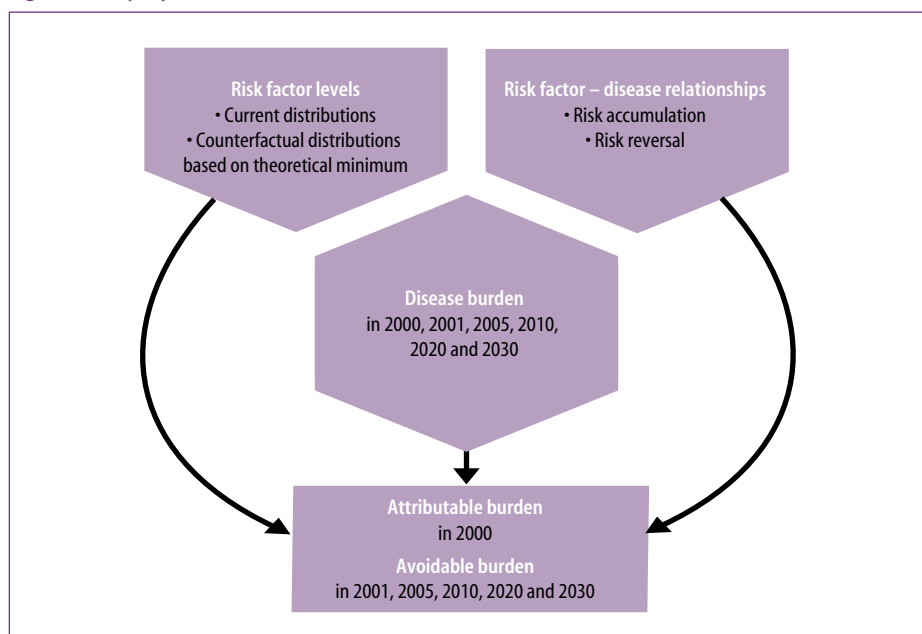 Risk factor levels
• Current distributions
• Counterfactual distributions
based on theoretical minimum
Risk factor – disease relationships
• Risk accumulation
• Risk reversal
Disease burden
in 2000, 2001, 2005, 2010,
2020 and 2030
Attributable burden
in 2000
Avoidable burden
in 2001, 2005, 2010, 2020 and 2030